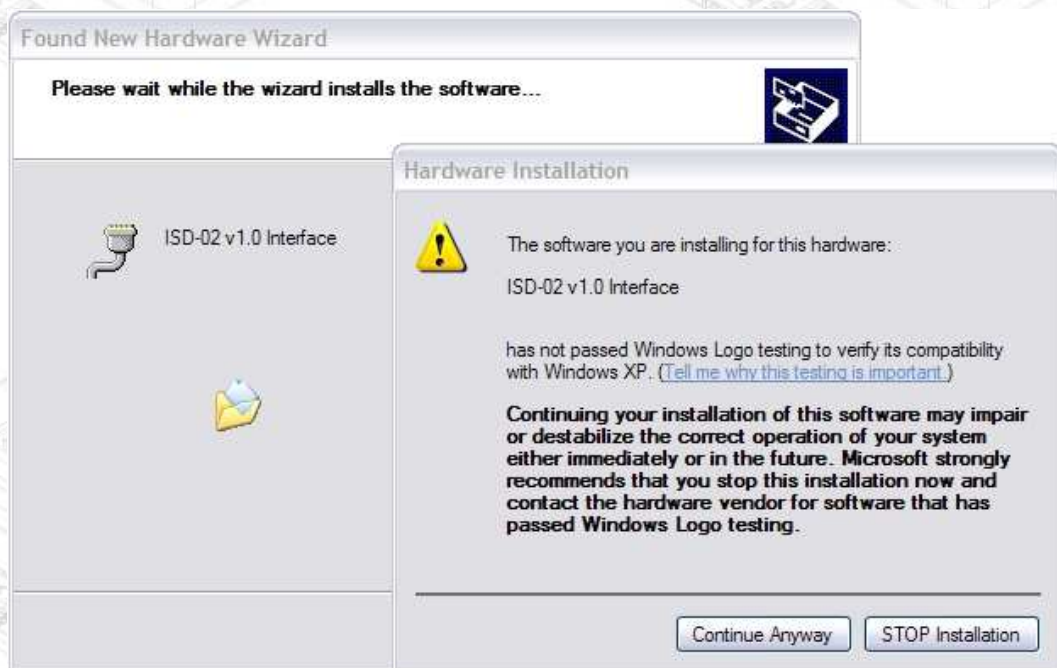 Found New Hardware Wizard
Please wait while the wizard installs the software...
Hardware Installation
ISD-02 v1.0 Interface
The software you are installing for this hardware:
ISD-02 v1.0 Interface
has not passed Windows Logo testing to verify its compatibility
with Windows XP. (Tell me why this testing is important.)
Continuing your installation of this software may impair
or destabilize the correct operation of your system
either immediately or in the future. Microsoft strongly
recommends that you stop this installation now and
contact the hardware vendor for software that has
passed Windows Logo testing.
Continue Anyway
STOP Installation